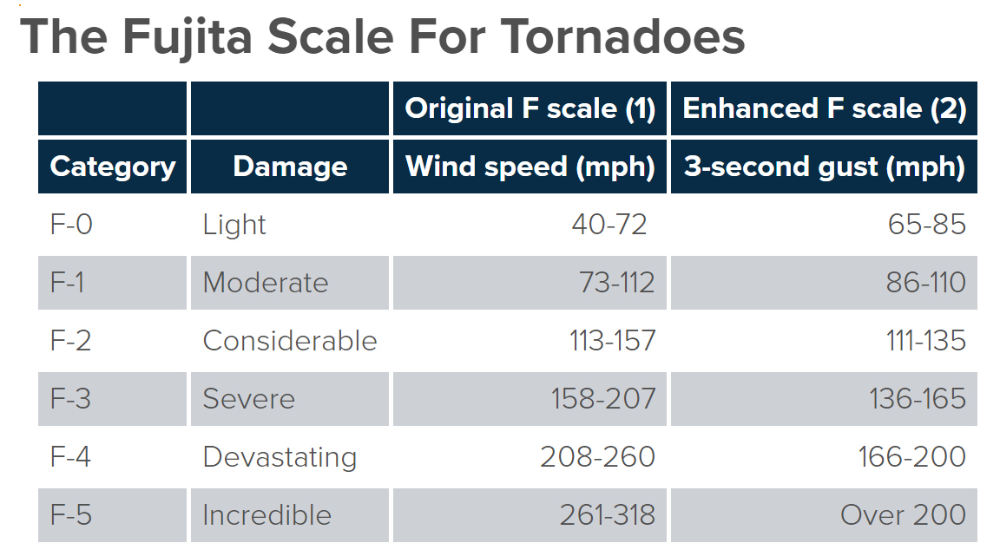 The Fujita Scale For Tornadoes
Original F scale (1) Enhanced F scale (2)
Category Damage Wind speed (mph) 3-second gust (mph)
F-0 Light 40-72 65-85
F-1 Moderate 73-112 86-110
F-2 Considerable 113-157 111-135
F-3 Severe 158-207 136-165
F-4 Devastating 208-260 166-200
F-5 Incredible 261-318 Over 200